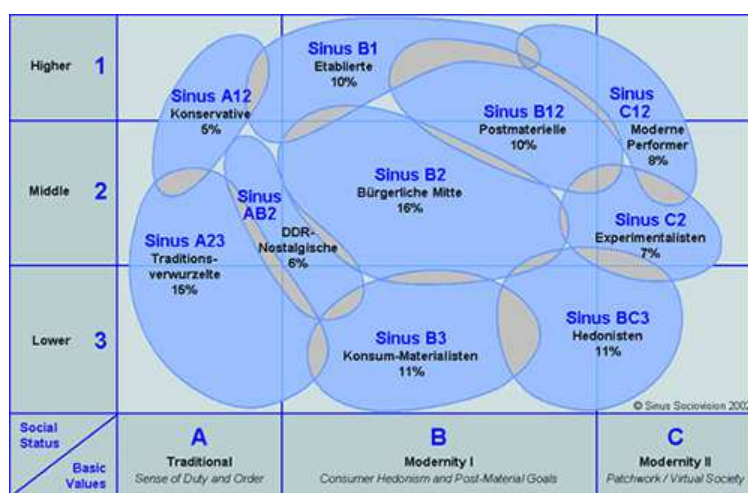 Higher 1
Sinus B1
Etablierte
10%
Sinus A12
Konservative
5%
Sinus B12
Postmaterielle
10%
Sinus
C12
Moderne
Performer
8%
Middle 2
Sinus
AB2
DDR-
Nostalgische
6%
Sinus B2
Bürgerliche Mitte
16%
Sinus C2
Experimentalisten
7%
Sinus A23
Traditions-
verwurzelte
15%
Lower 3
Sinus B3
Konsum-Materialisten
11%
Sinus BC3
Hedonisten
11%
© Sinus Sociovision 2002
Social
Status
Basic
Values
A
Traditional
Sense of Duty and Order
B
Modernity I
Consumer Hedonism and Post-Material Goals
C
Modernity II
Patchwork / Virtual Society